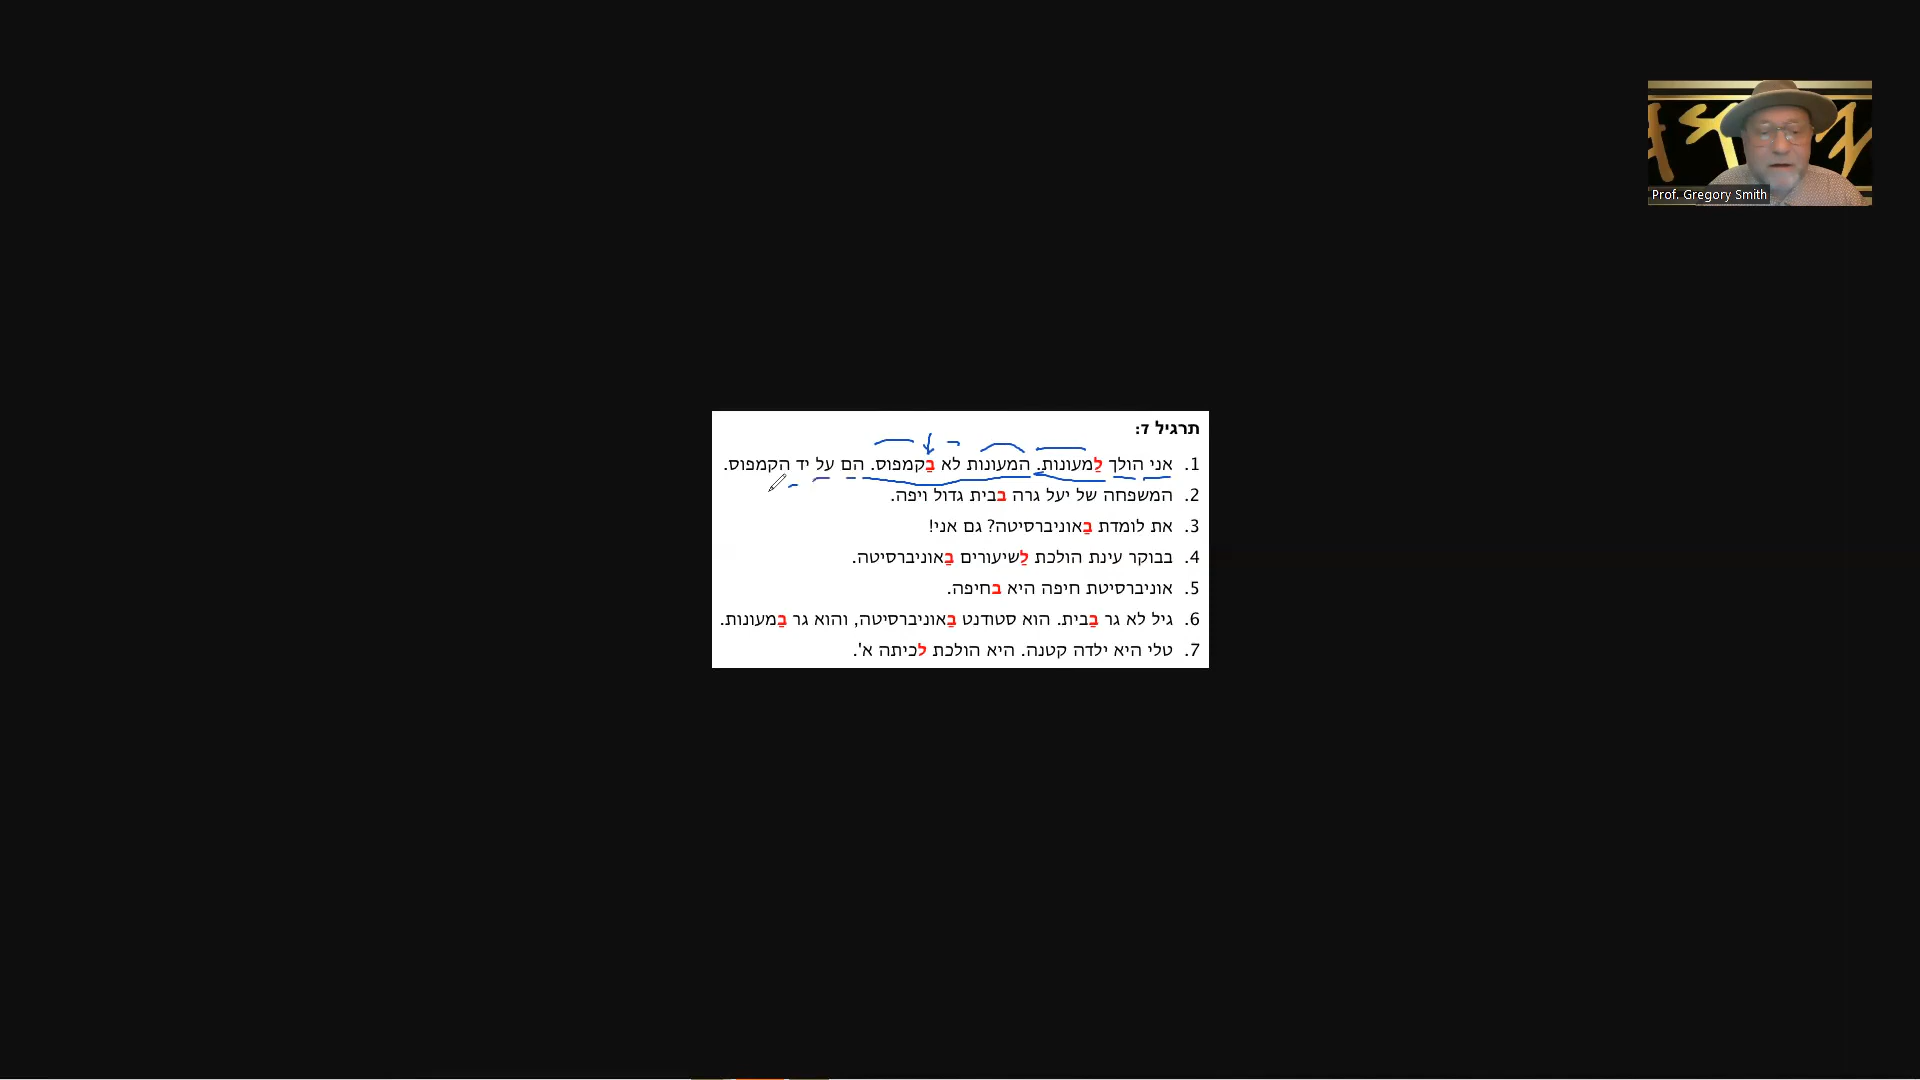 Prof. Gregory Smith
תרגיל 7:
1. אני הולך לַמעונות. המעונות לא בַּקמפוס. הם על יד הקמפוס.
2. המשפחה של יעל גרה בבית גדול ויפה.
3. את לומדת בָּאוניברסיטה? גם אני!
4. בבוקר עינת הולכת לַשיעורים בָּאוניברסיטה.
5. אוניברסיטת חיפה היא בחיפה.
6. גיל לא גר בַּבית. הוא סטודנט בָּאוניברסיטה, והוא גר בַּמעונות.
7. טלי היא ילדה קטנה. היא הולכת לכיתה א'.